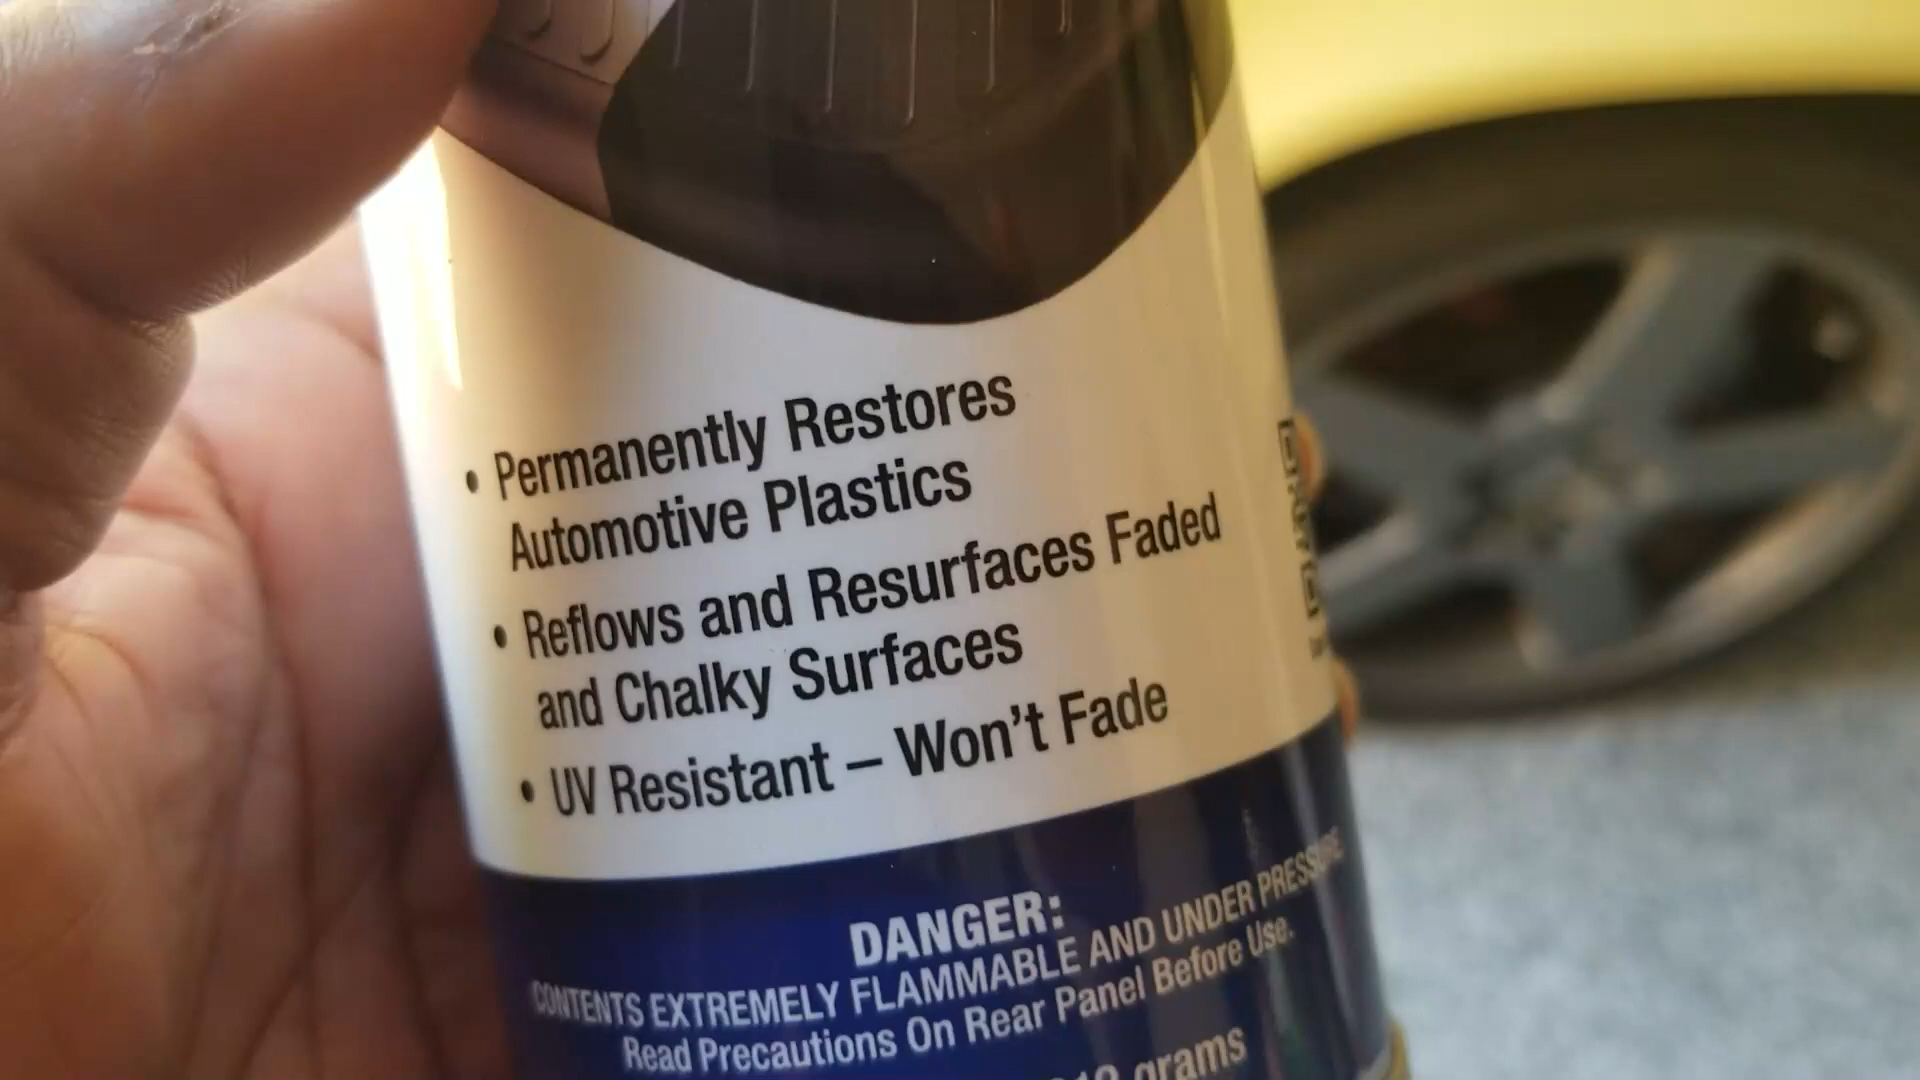 • Permanently Restores
Automotive Plastics
• Reflows and Resurfaces Faded
and Chalky Surfaces
• UV Resistant – Won't Fade
DANGER:
CONTENTS EXTREMELY FLAMMABLE AND UNDER PRESSURE
Read Precautions On Rear Panel Before Use.
grams